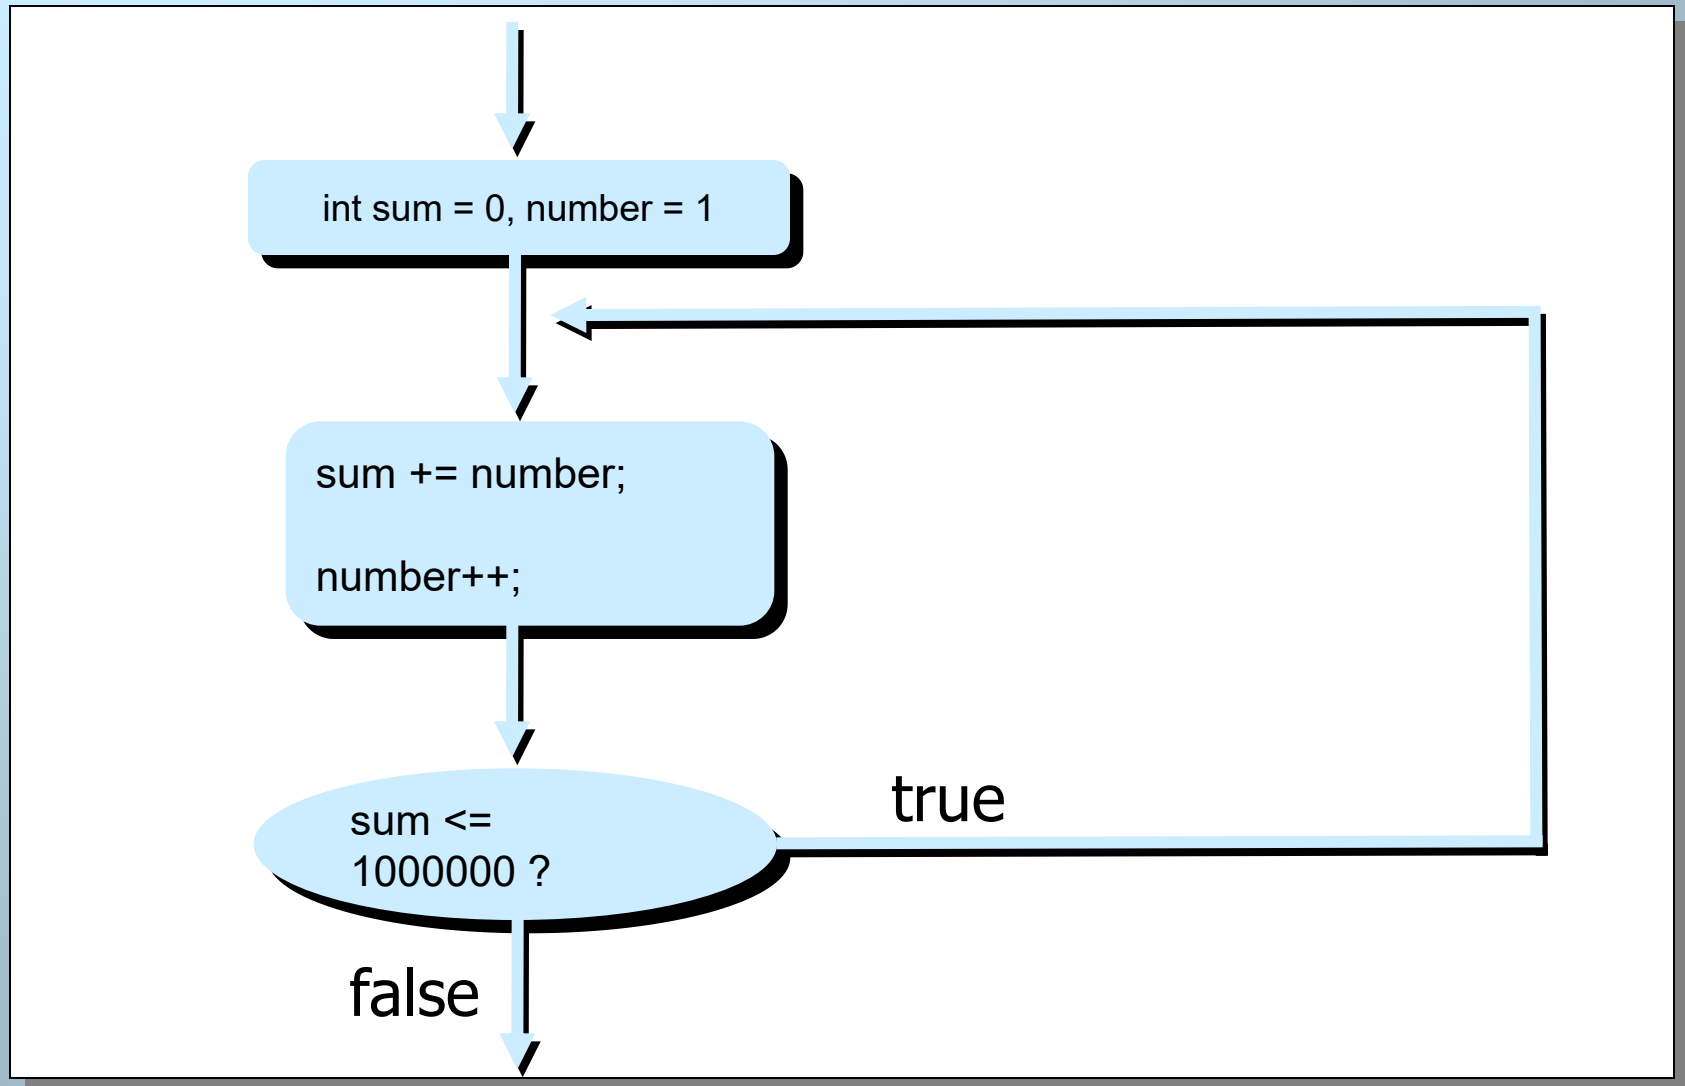 int sum = 0, number = 1
sum += number;
number++;
sum <=
1000000 ?
true
false